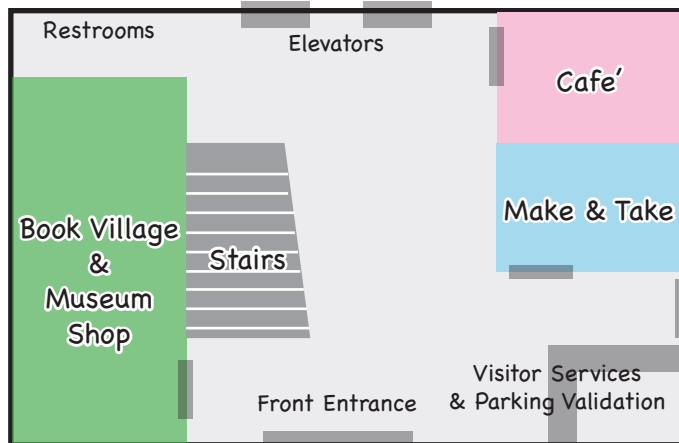 Restrooms
Elevators
Cafe´
Make & Take
Book Village
&
Museum
Shop
Stairs
Visitor Services
& Parking Validation
Front Entrance